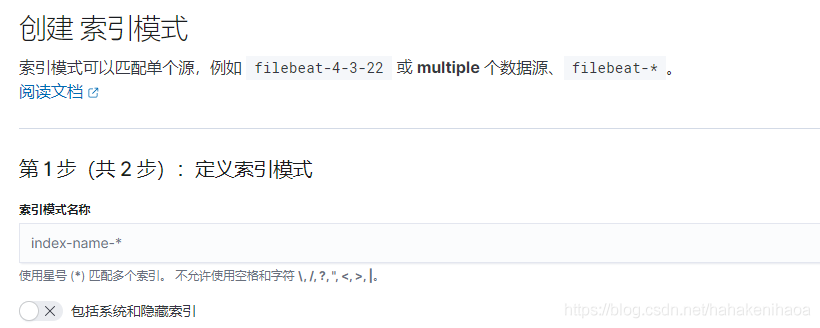 创建 索引模式
索引模式可以匹配单个源，例如 filebeat-4-3-22 或 multiple 个数据源、 filebeat-* 。
阅读文档
第 1 步（共 2 步）：定义索引模式
索引模式名称
index-name-*
使用星号 (*) 匹配多个索引。 不允许使用空格和字符 \, /, ?, ", <, >, |。
包括系统和隐藏索引
https://blog.csdn.net/hahakenihaoa